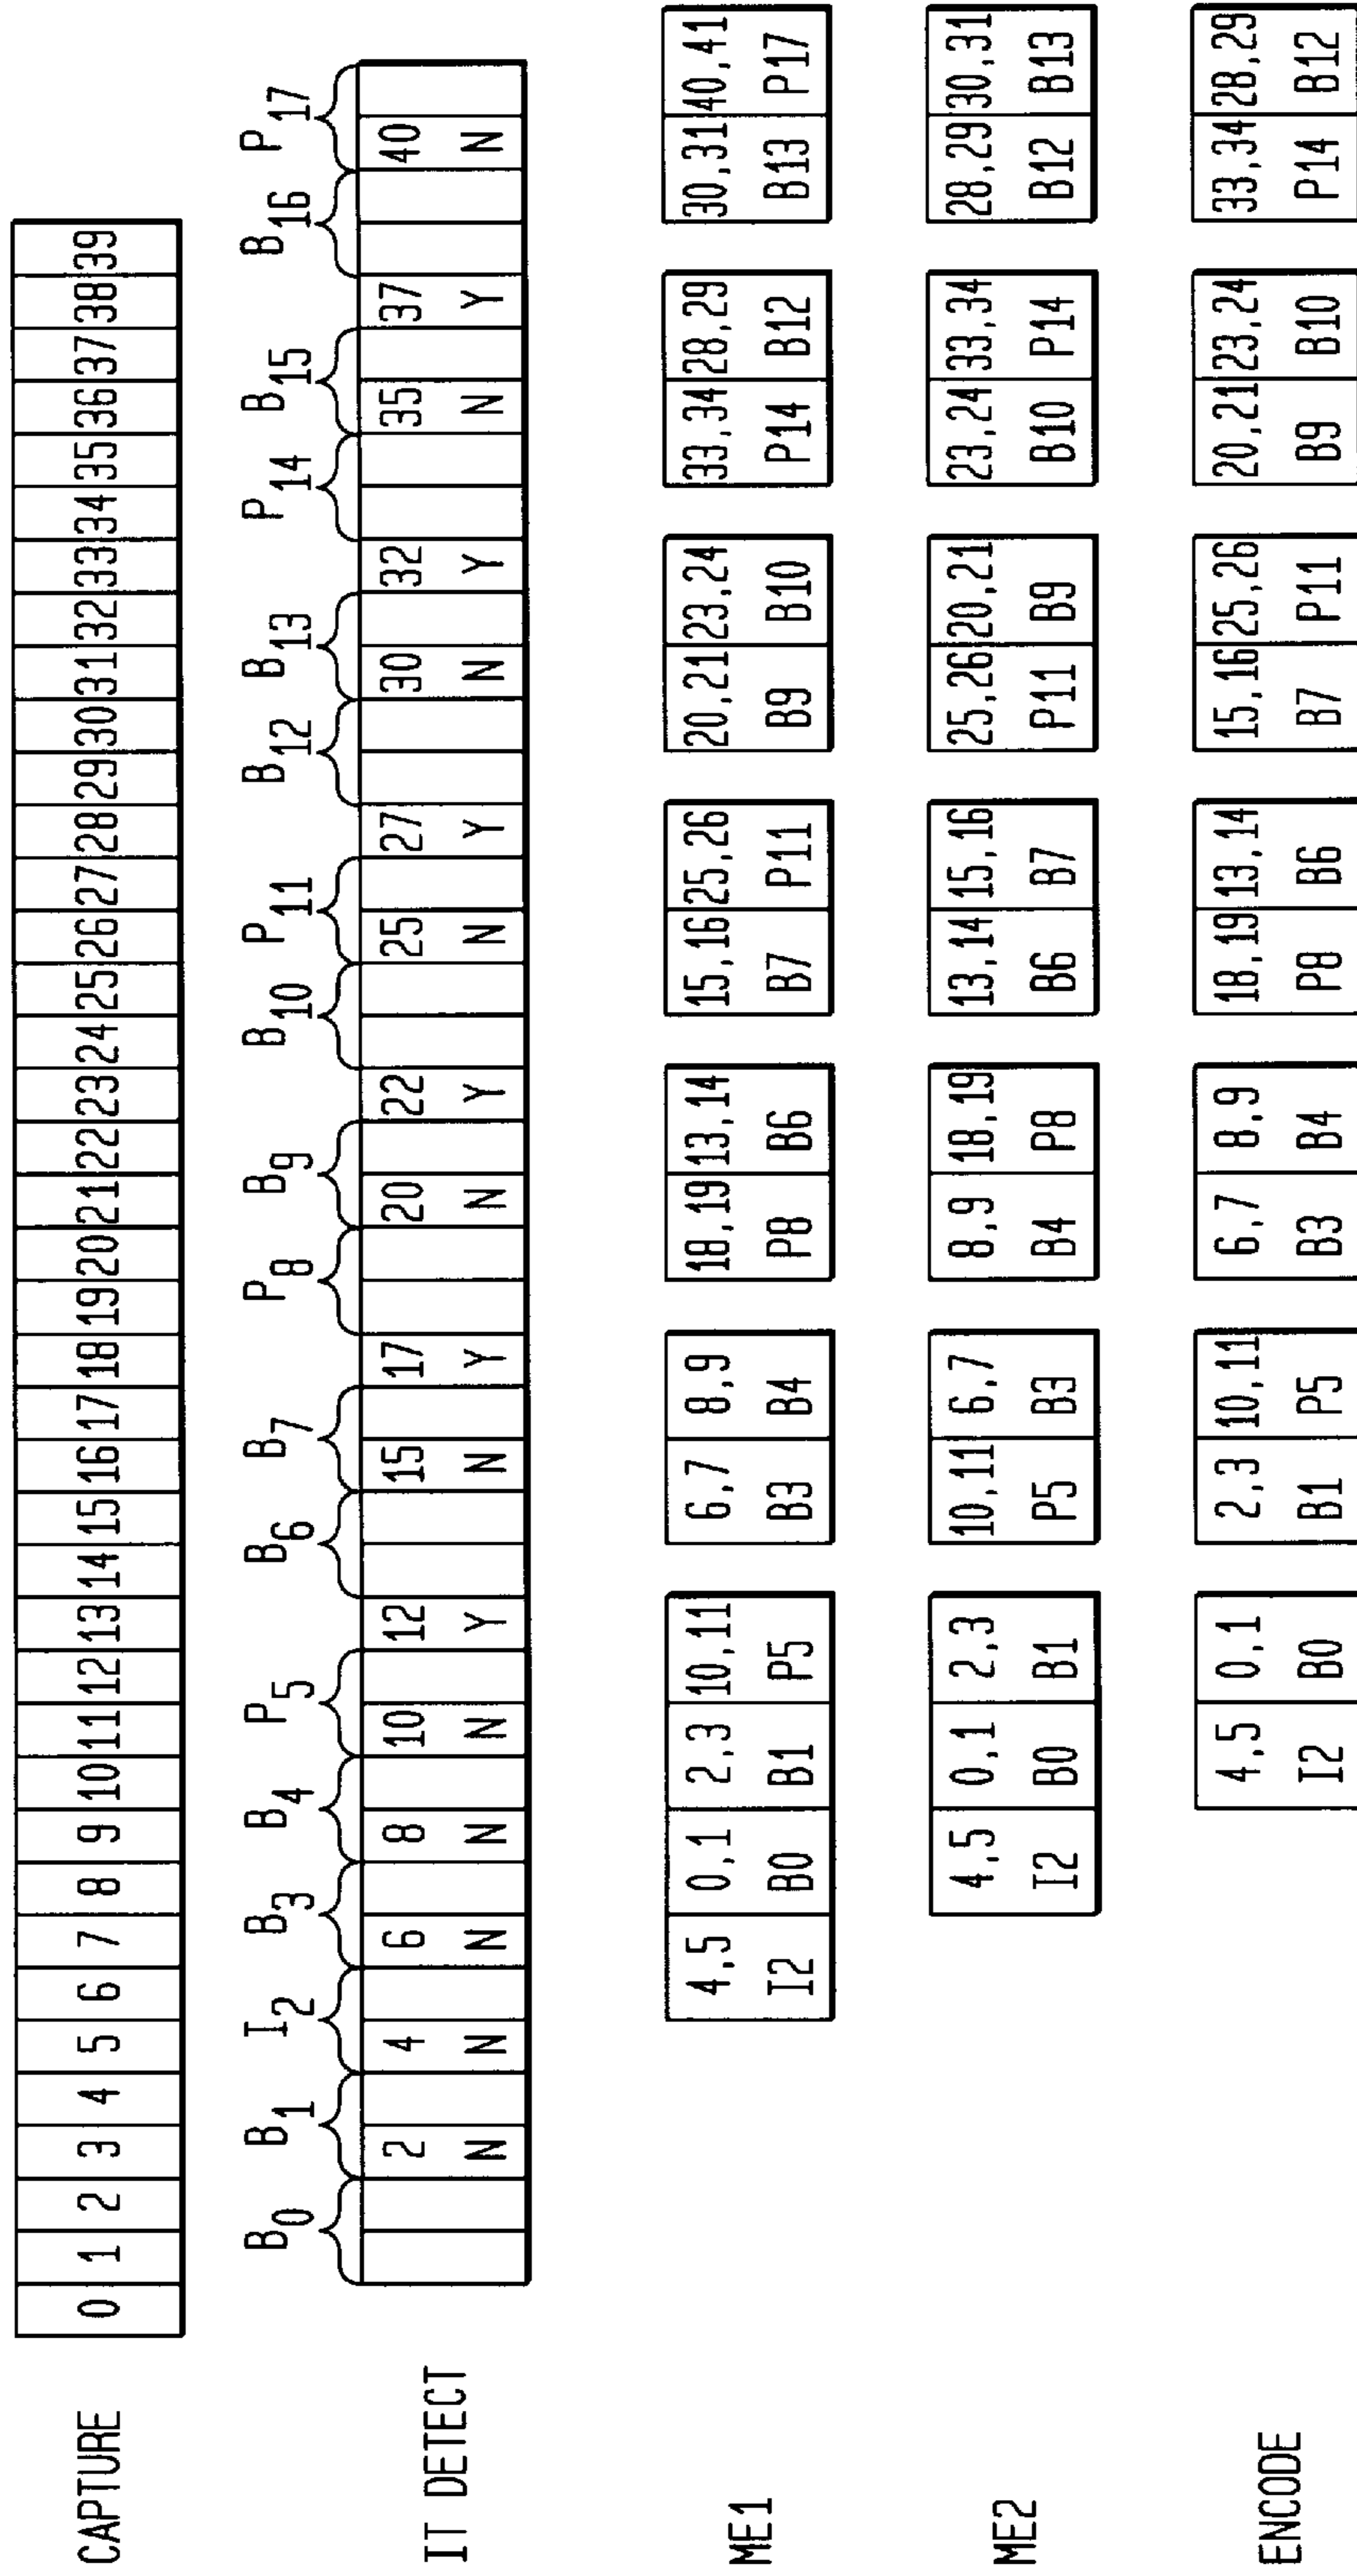 CAPTURE 0 1 2 3 4 5 6 7 8 9 10 11 12 13 14 15 16 17 18 19 20 21 22 23 24 25 26 27 28 29 30 31 32 33 34 35 36 37 38 39
B0 B1 I2 B3 B4 P5 B6 B7 P8 B9 B10 P11 B12 B13 P14 B15 B16 P17
IT DETECT
2 4 6 8 10 12 15 17 20 22 25 27 30 32 35 37 40
N N N N N Y N Y N Y N Y N Y N Y N
ME1
4,5 0,1 2,3 10,11 6,7 8,9 18,19 13,14 15,16 25,26 20,21 23,24 33,34 28,29 30,31 40,41
I2 B0 B1 P5 B3 B4 P8 B6 B7 P11 B9 B10 P14 B12 B13 P17
ME2
4,5 0,1 2,3 10,11 6,7 8,9 18,19 13,14 15,16 25,26 20,21 23,24 33,34 28,29 30,31
I2 B0 B1 P5 B3 B4 P8 B6 B7 P11 B9 B10 P14 B12 B13
ENCODE
4,5 0,1 2,3 10,11 6,7 8,9 18,19 13,14 15,16 25,26 20,21 23,24 33,34 28,29
I2 B0 B1 P5 B3 B4 P8 B6 B7 P11 B9 B10 P14 B12